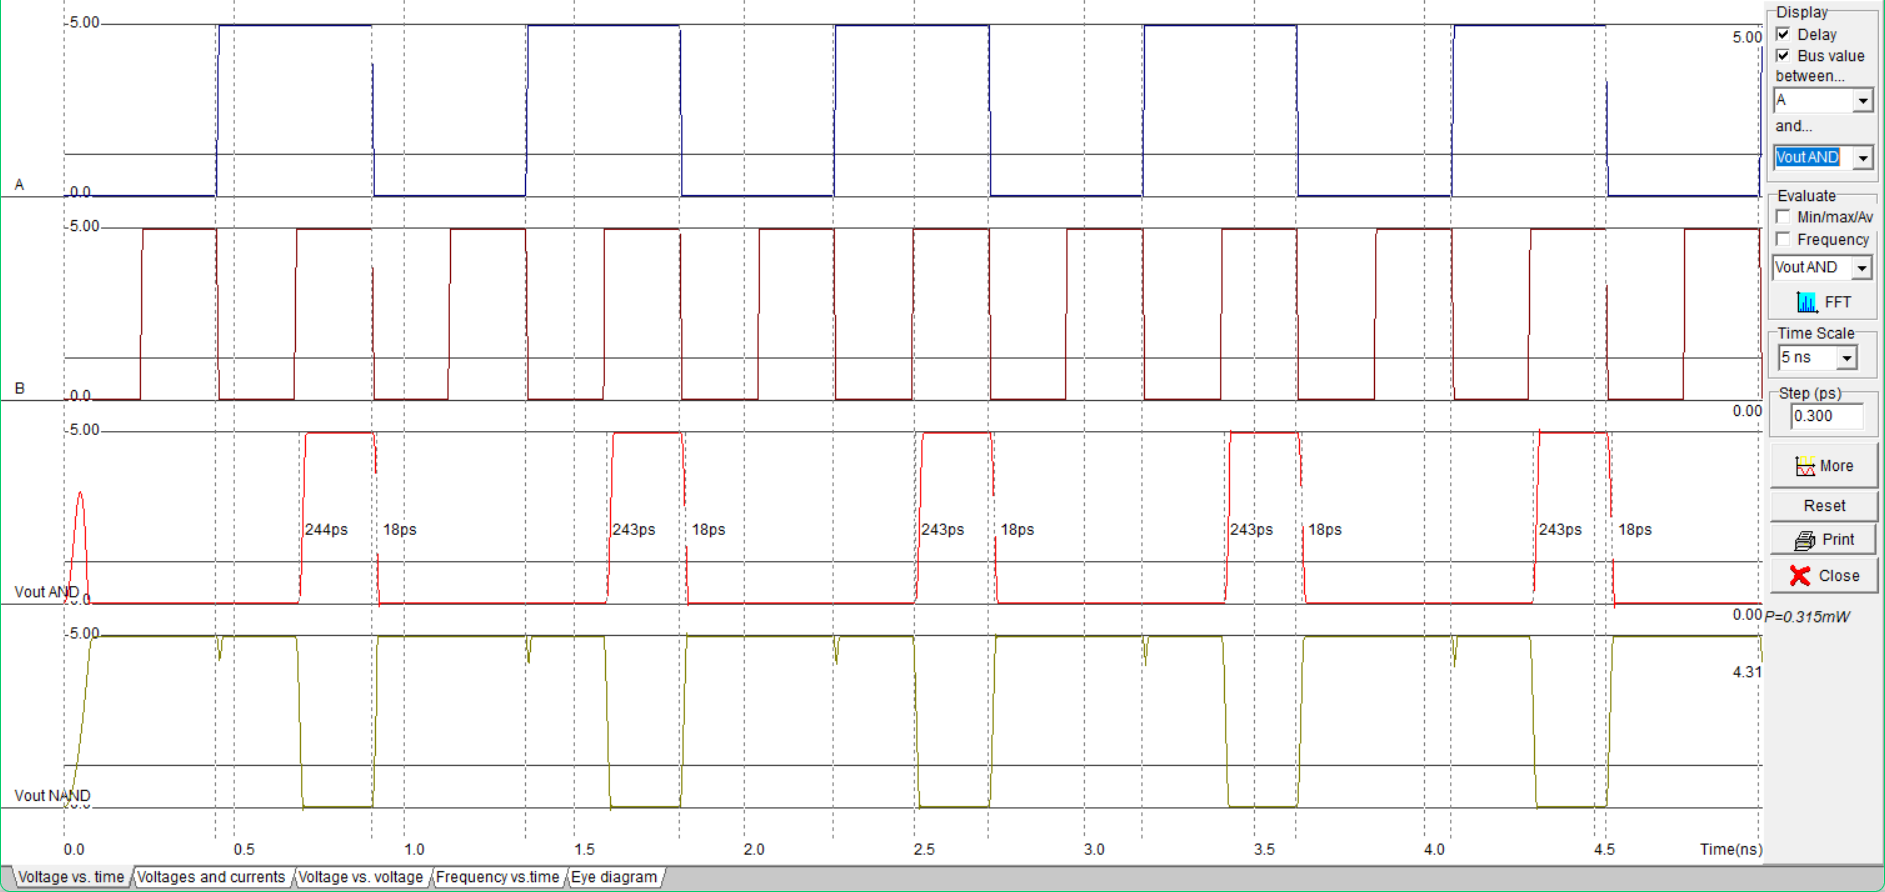 5.00
5.00
A
0.0
5.00
B
0.0
0.00
5.00
244ps 18ps 243ps 18ps 243ps 18ps 243ps 18ps 243ps 18ps
Vout AND
0.0
0.00
5.00
4.31
Vout NAND
0.0
0.0 0.5 1.0 1.5 2.0 2.5 3.0 3.5 4.0 4.5 Time(ns)
Voltage vs. time Voltages and currents Voltage vs. voltage Frequency vs.time Eye diagram
Display
Delay
Bus value
between...
A
and...
Vout AND
Evaluate
Min/max/Av
Frequency
Vout AND
FFT
Time Scale
5 ns
Step (ps)
0.300
More
Reset
Print
Close
P=0.315mW